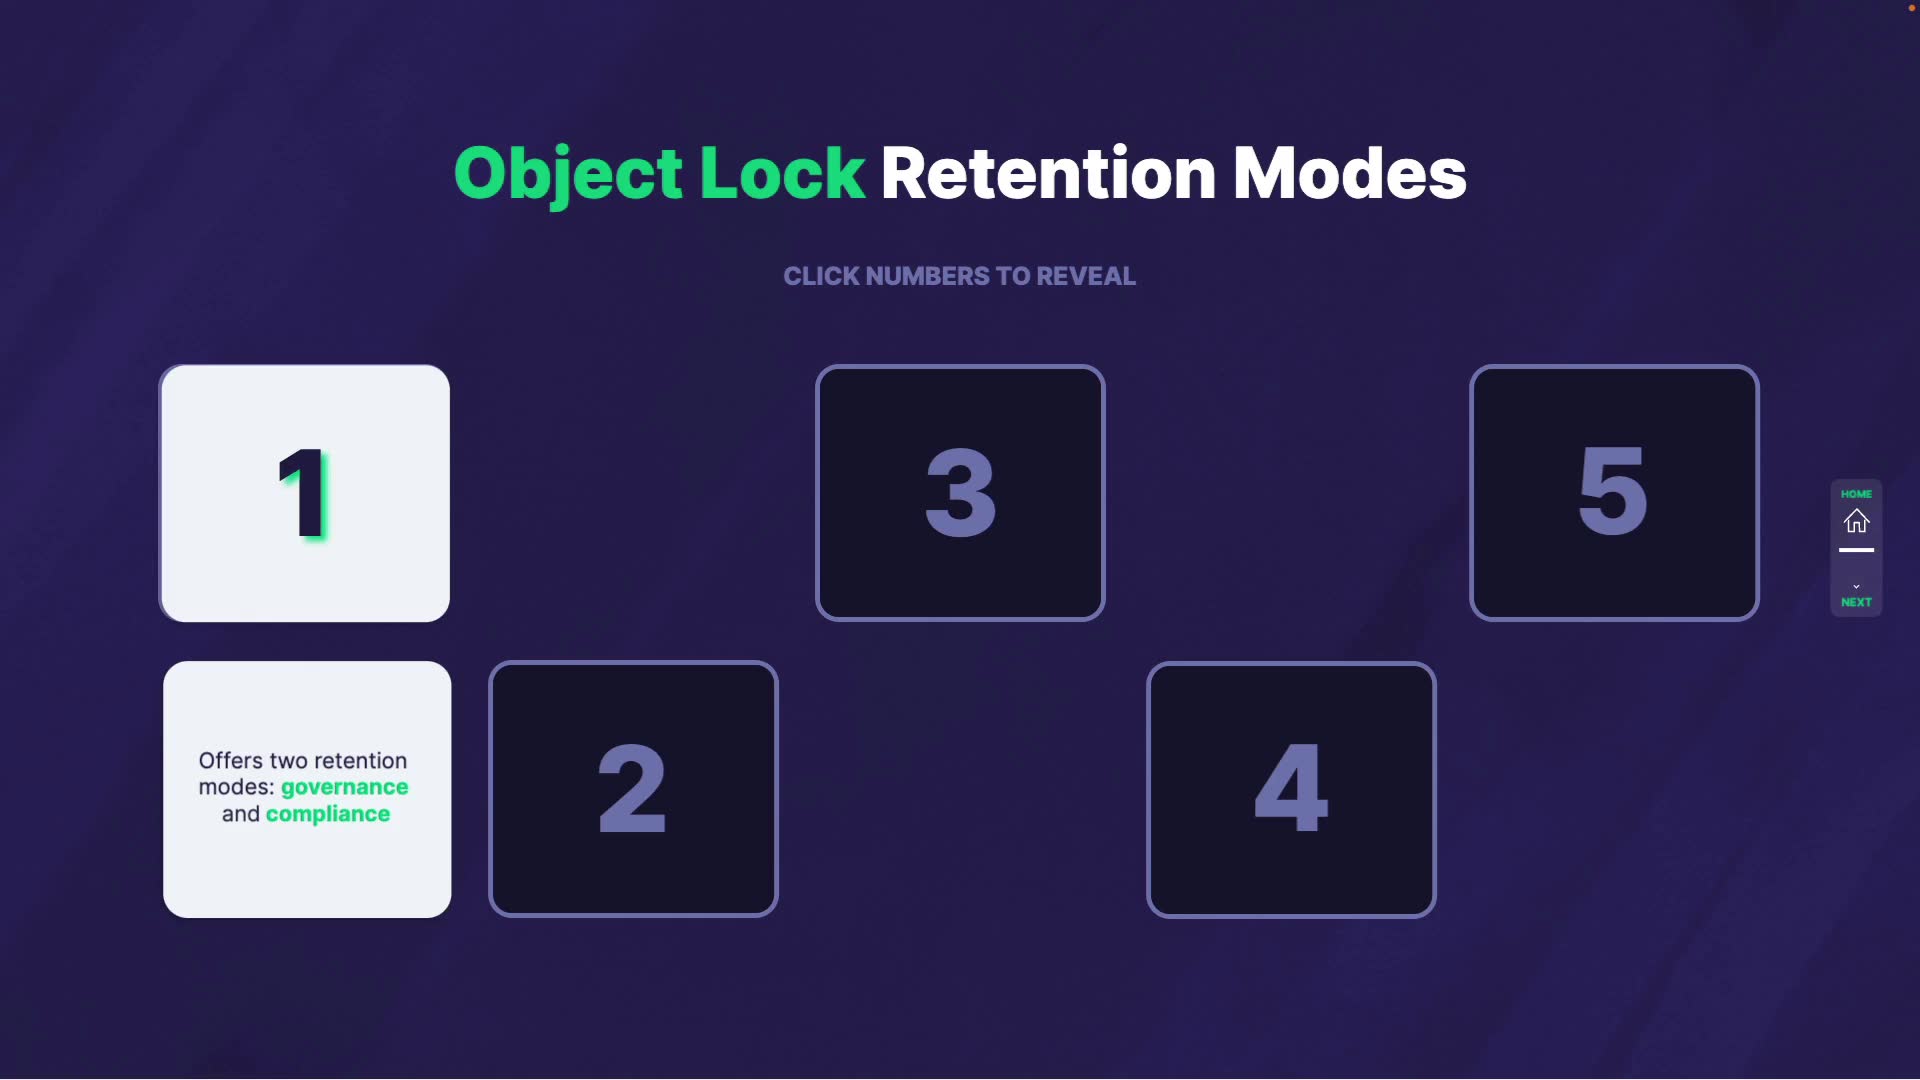 Object Lock Retention Modes
CLICK NUMBERS TO REVEAL
1
3
5
Offers two retention
modes: governance
and compliance
2
4
HOME
NEXT